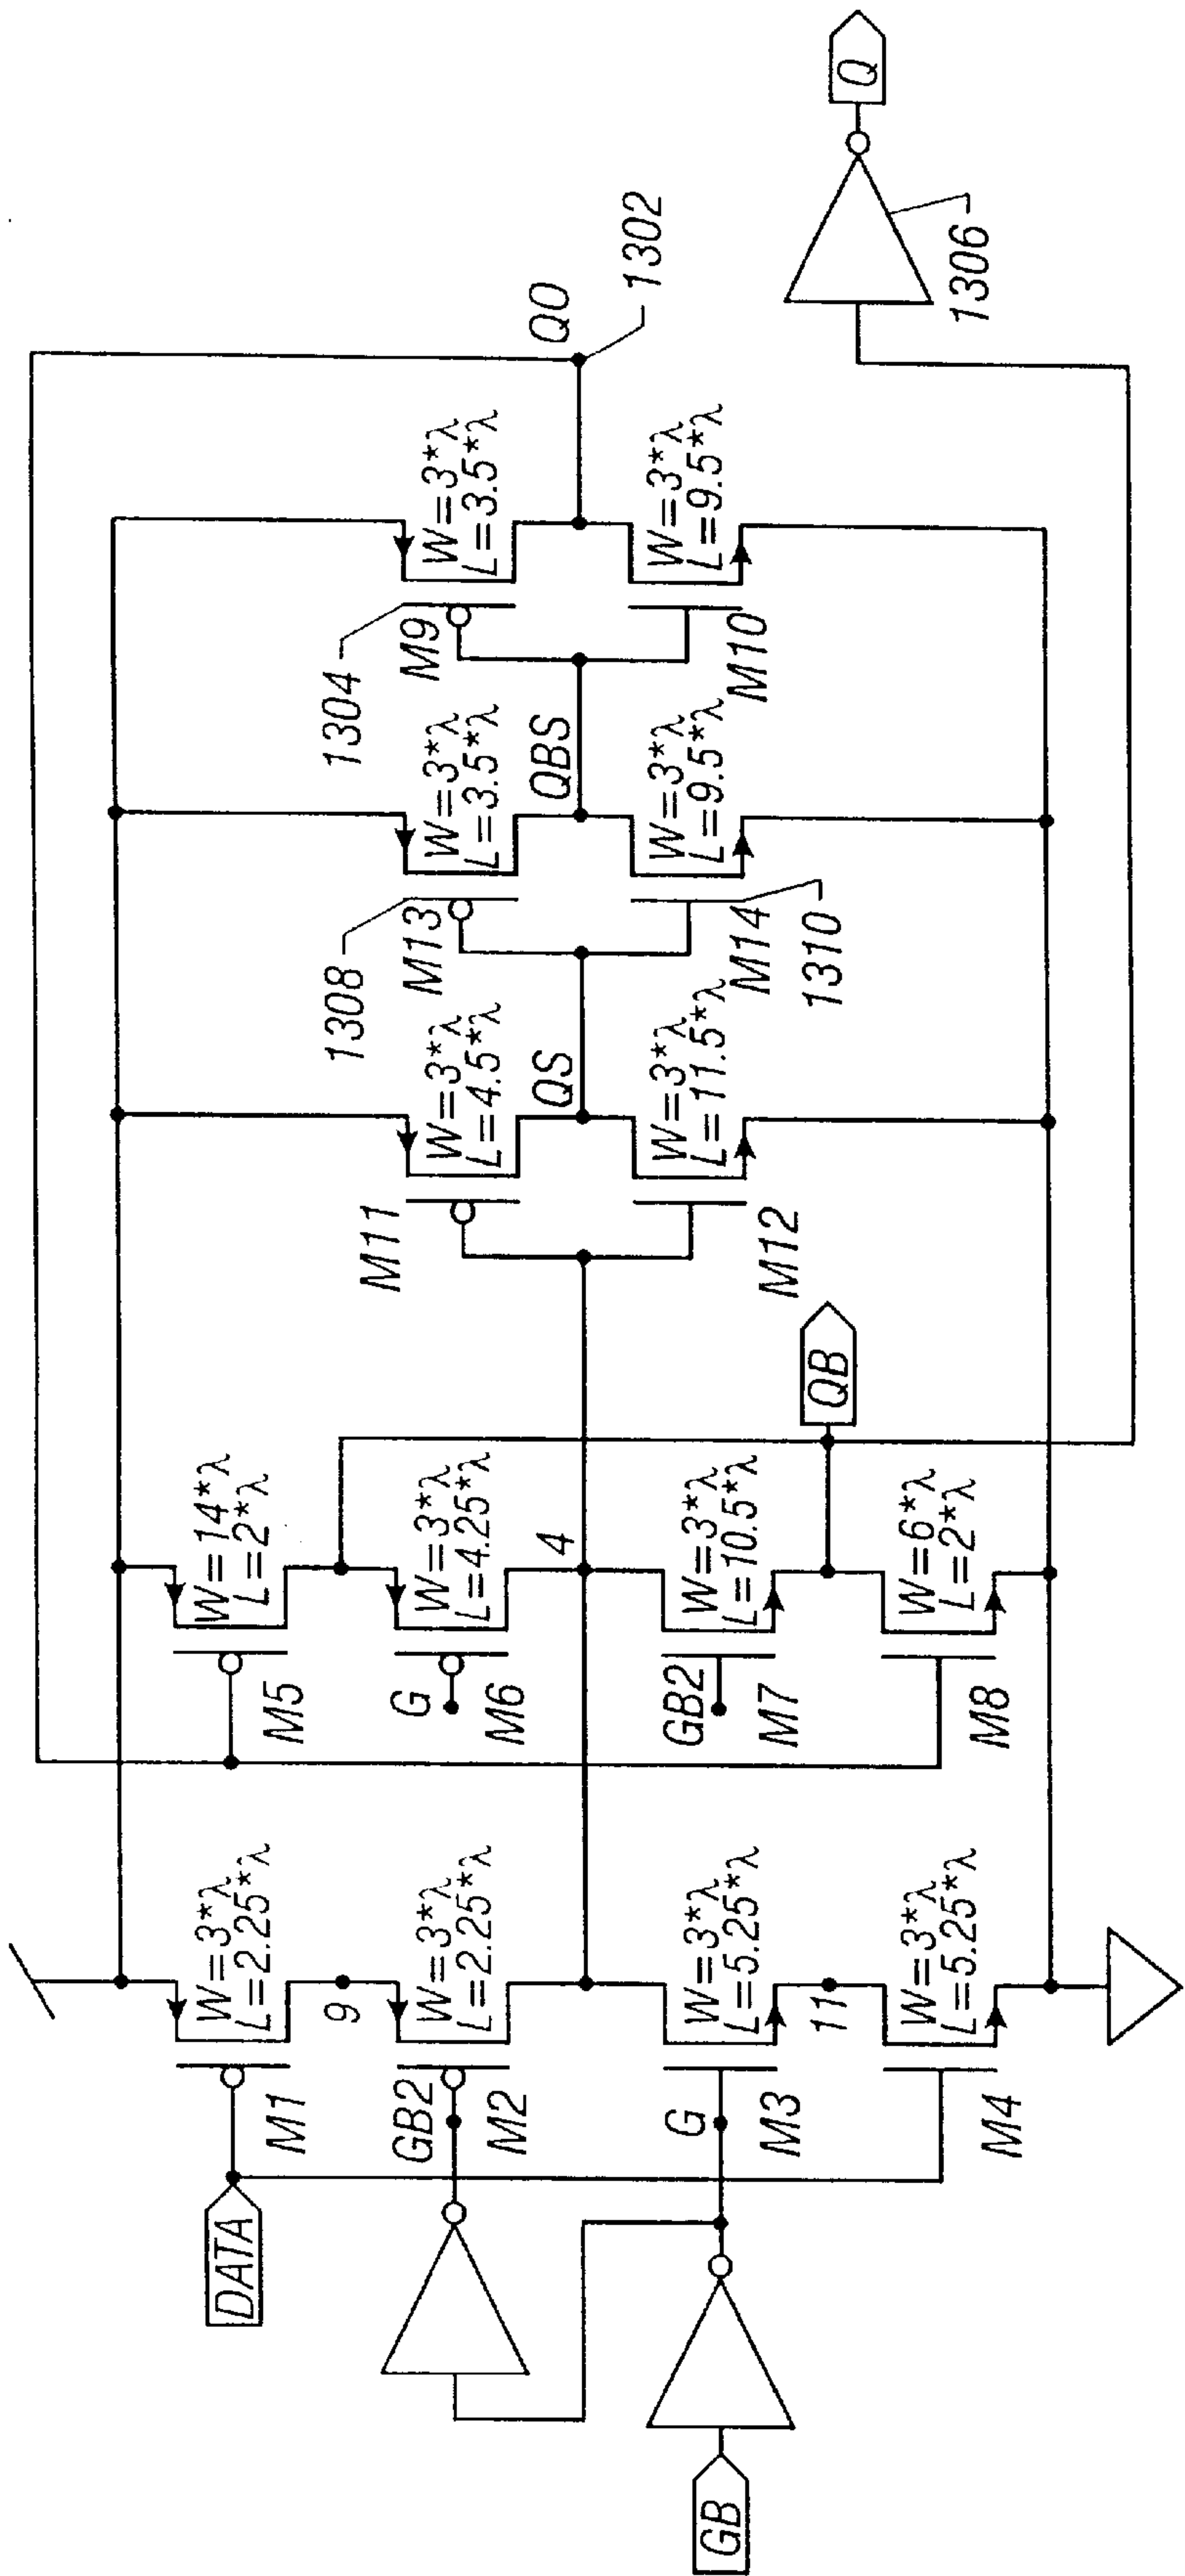 DATA
GB
GB2
G
M1
W=3*λ
L=2.25*λ
9
M2
W=3*λ
L=2.25*λ
M3
W=3*λ
L=5.25*λ
11
M4
W=3*λ
L=5.25*λ
M5
W=14*λ
L=2*λ
G
M6
W=3*λ
L=4.25*λ
4
GB2
M7
W=3*λ
L=10.5*λ
QB
M8
W=6*λ
L=2*λ
M11
W=3*λ
L=4.5*λ
QS
M12
W=3*λ
L=11.5*λ
1308
M13
W=3*λ
L=3.5*λ
QBS
M14
1310
W=3*λ
L=9.5*λ
1304
M9
W=3*λ
L=3.5*λ
M10
W=3*λ
L=9.5*λ
Q0
1302
1306
Q